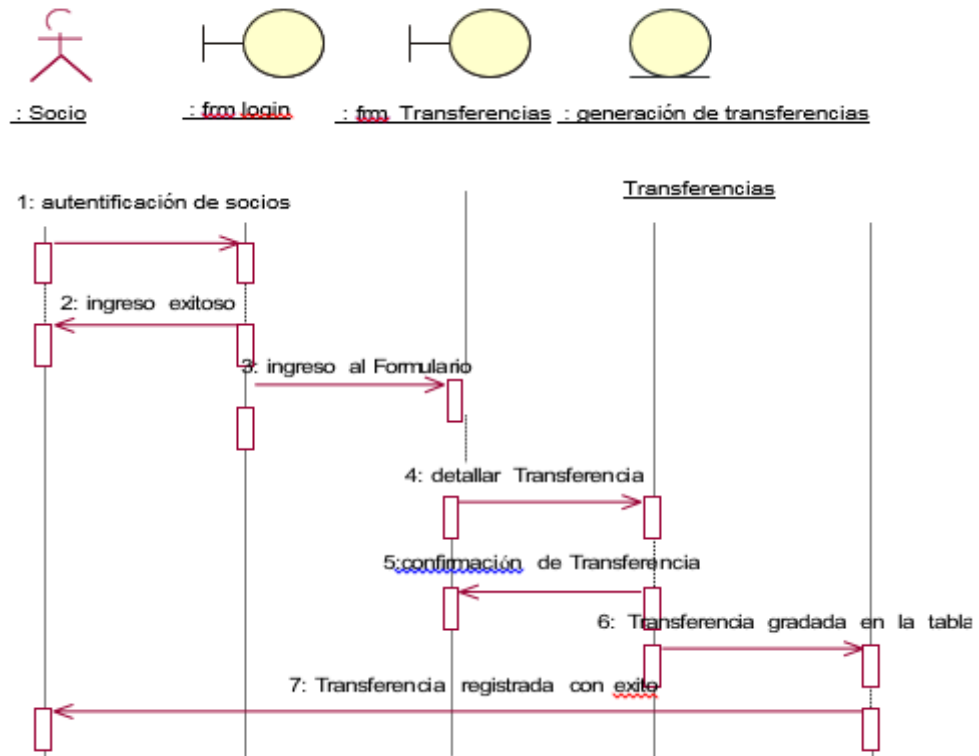 : Socio
: frm login
: frm Transferencias
: generación de transferencias
Transferencias
1: autentificación de socios
2: ingreso exitoso
3: ingreso al Formulario
4: detallar Transferencia
5:confirmación de Transferencia
6: Transferencia gradada en la tabla
7: Transferencia registrada con exito